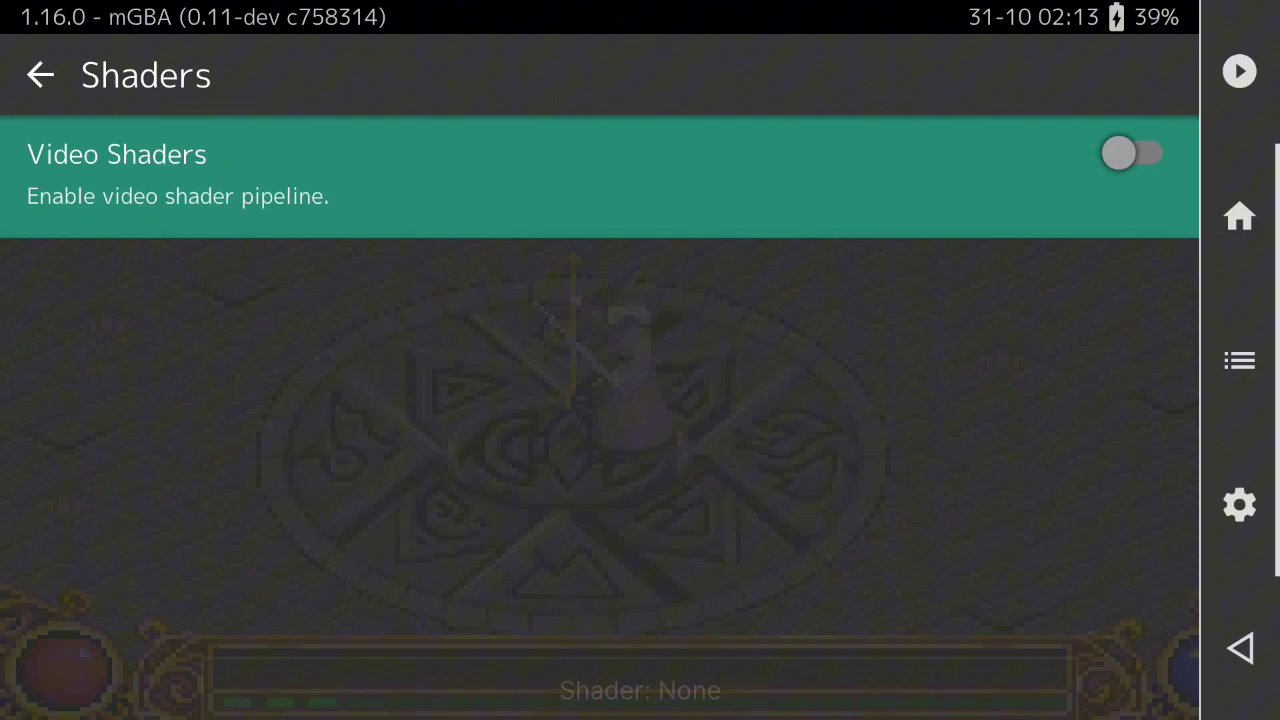 1.16.0 - mGBA (0.11-dev c758314)
31-10 02:13 39%
Shaders
Video Shaders
Enable video shader pipeline.
Shader: None